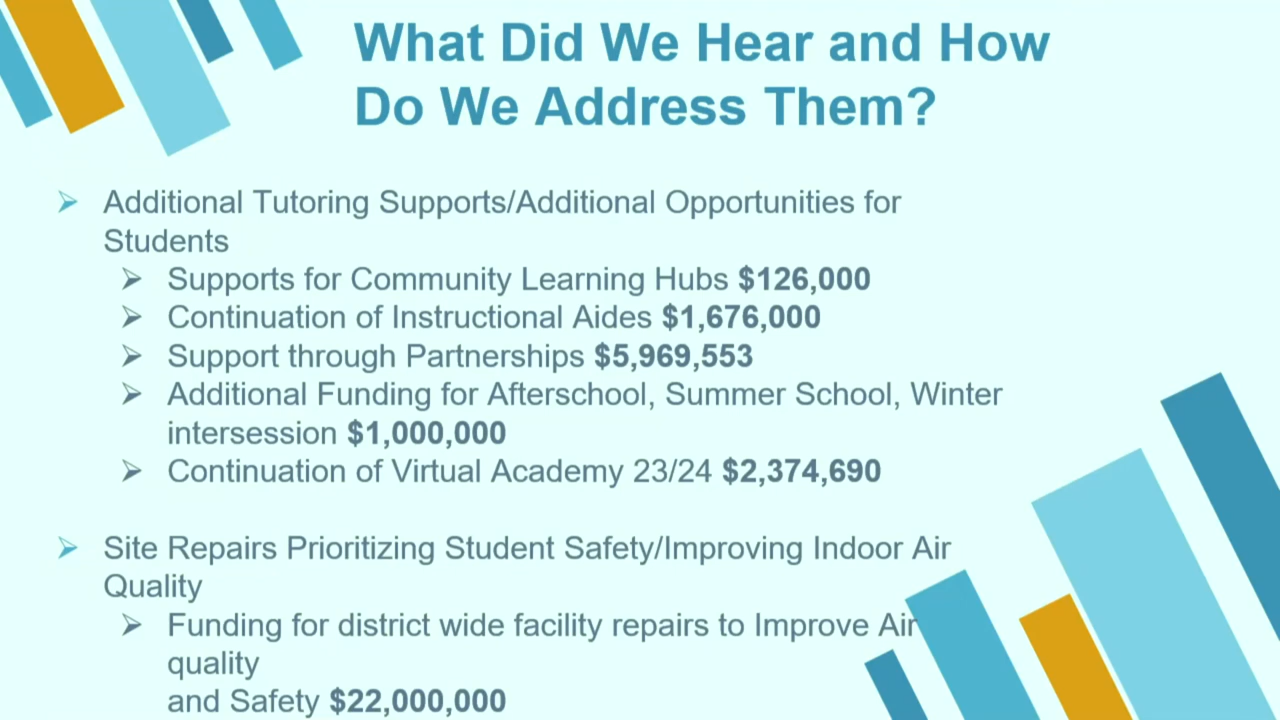 What Did We Hear and How
Do We Address Them?
Additional Tutoring Supports/Additional Opportunities for
Students
Supports for Community Learning Hubs $126,000
Continuation of Instructional Aides $1,676,000
Support through Partnerships $5,969,553
Additional Funding for Afterschool, Summer School, Winter
intersession $1,000,000
Continuation of Virtual Academy 23/24 $2,374,690
Site Repairs Prioritizing Student Safety/Improving Indoor Air
Quality
Funding for district wide facility repairs to Improve Air
quality
and Safety $22,000,000